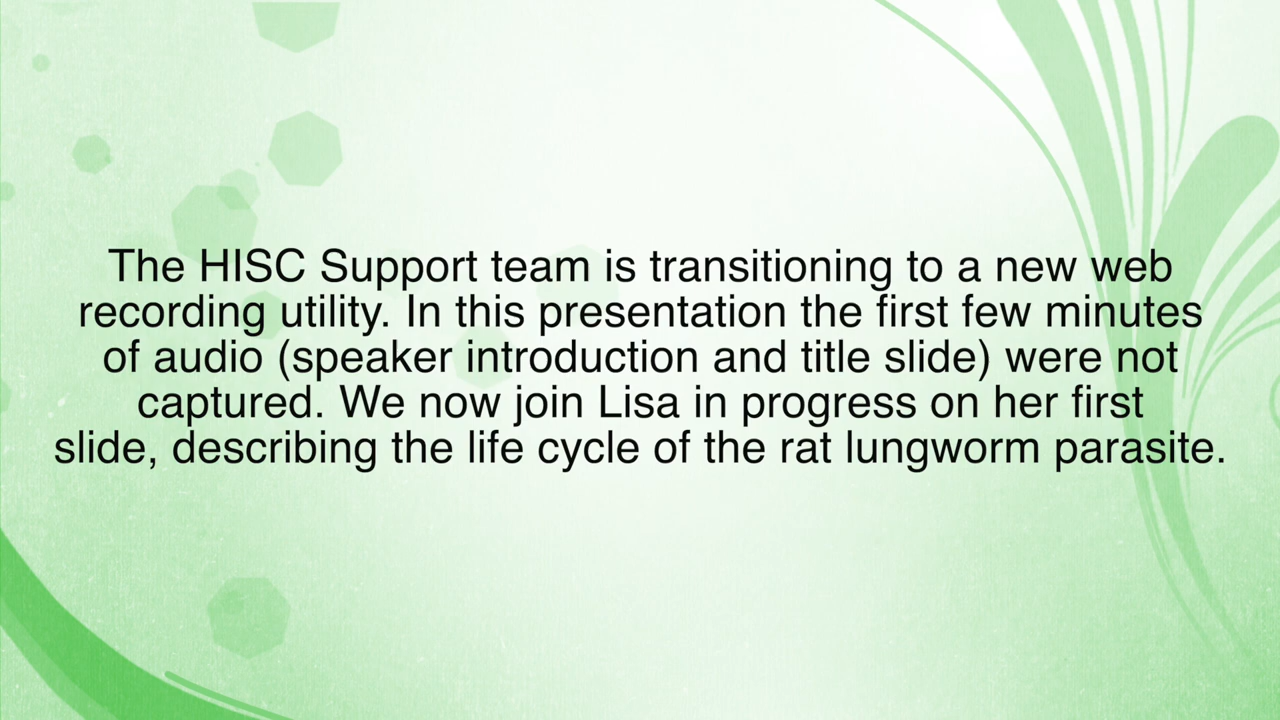 The HISC Support team is transitioning to a new web
recording utility. In this presentation the first few minutes
of audio (speaker introduction and title slide) were not
captured. We now join Lisa in progress on her first
slide, describing the life cycle of the rat lungworm parasite.